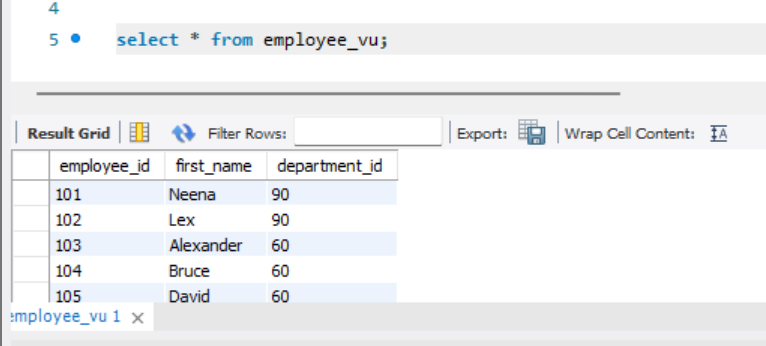 4
5 select * from employee_vu;
Result Grid Filter Rows: Export: Wrap Cell Content: IA
employee_id first_name department_id
101 Neena 90
102 Lex 90
103 Alexander 60
104 Bruce 60
105 David 60
employee_vu 1 ×